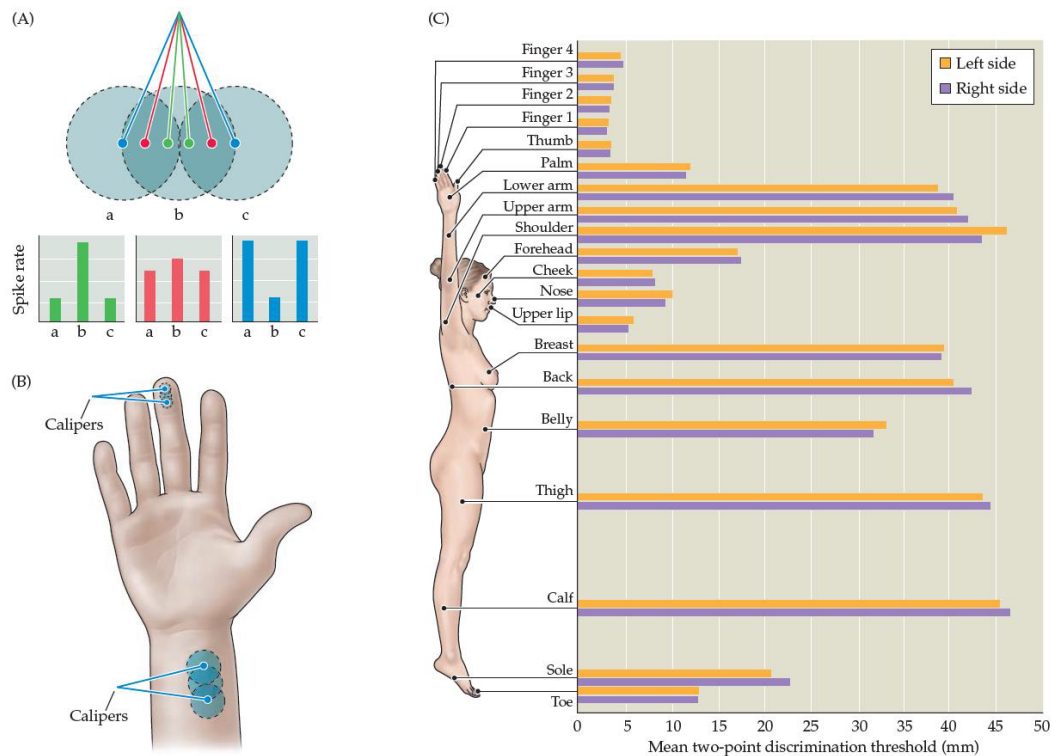 (A)
a b c
Spike rate
a b c
a b c
a b c
(B)
Calipers
Calipers
(C)
Finger 4
Finger 3
Finger 2
Finger 1
Thumb
Palm
Lower arm
Upper arm
Shoulder
Forehead
Cheek
Nose
Upper lip
Breast
Back
Belly
Thigh
Calf
Sole
Toe
Left side
Right side
0 5 10 15 20 25 30 35 40 45 50
Mean two-point discrimination threshold (mm)